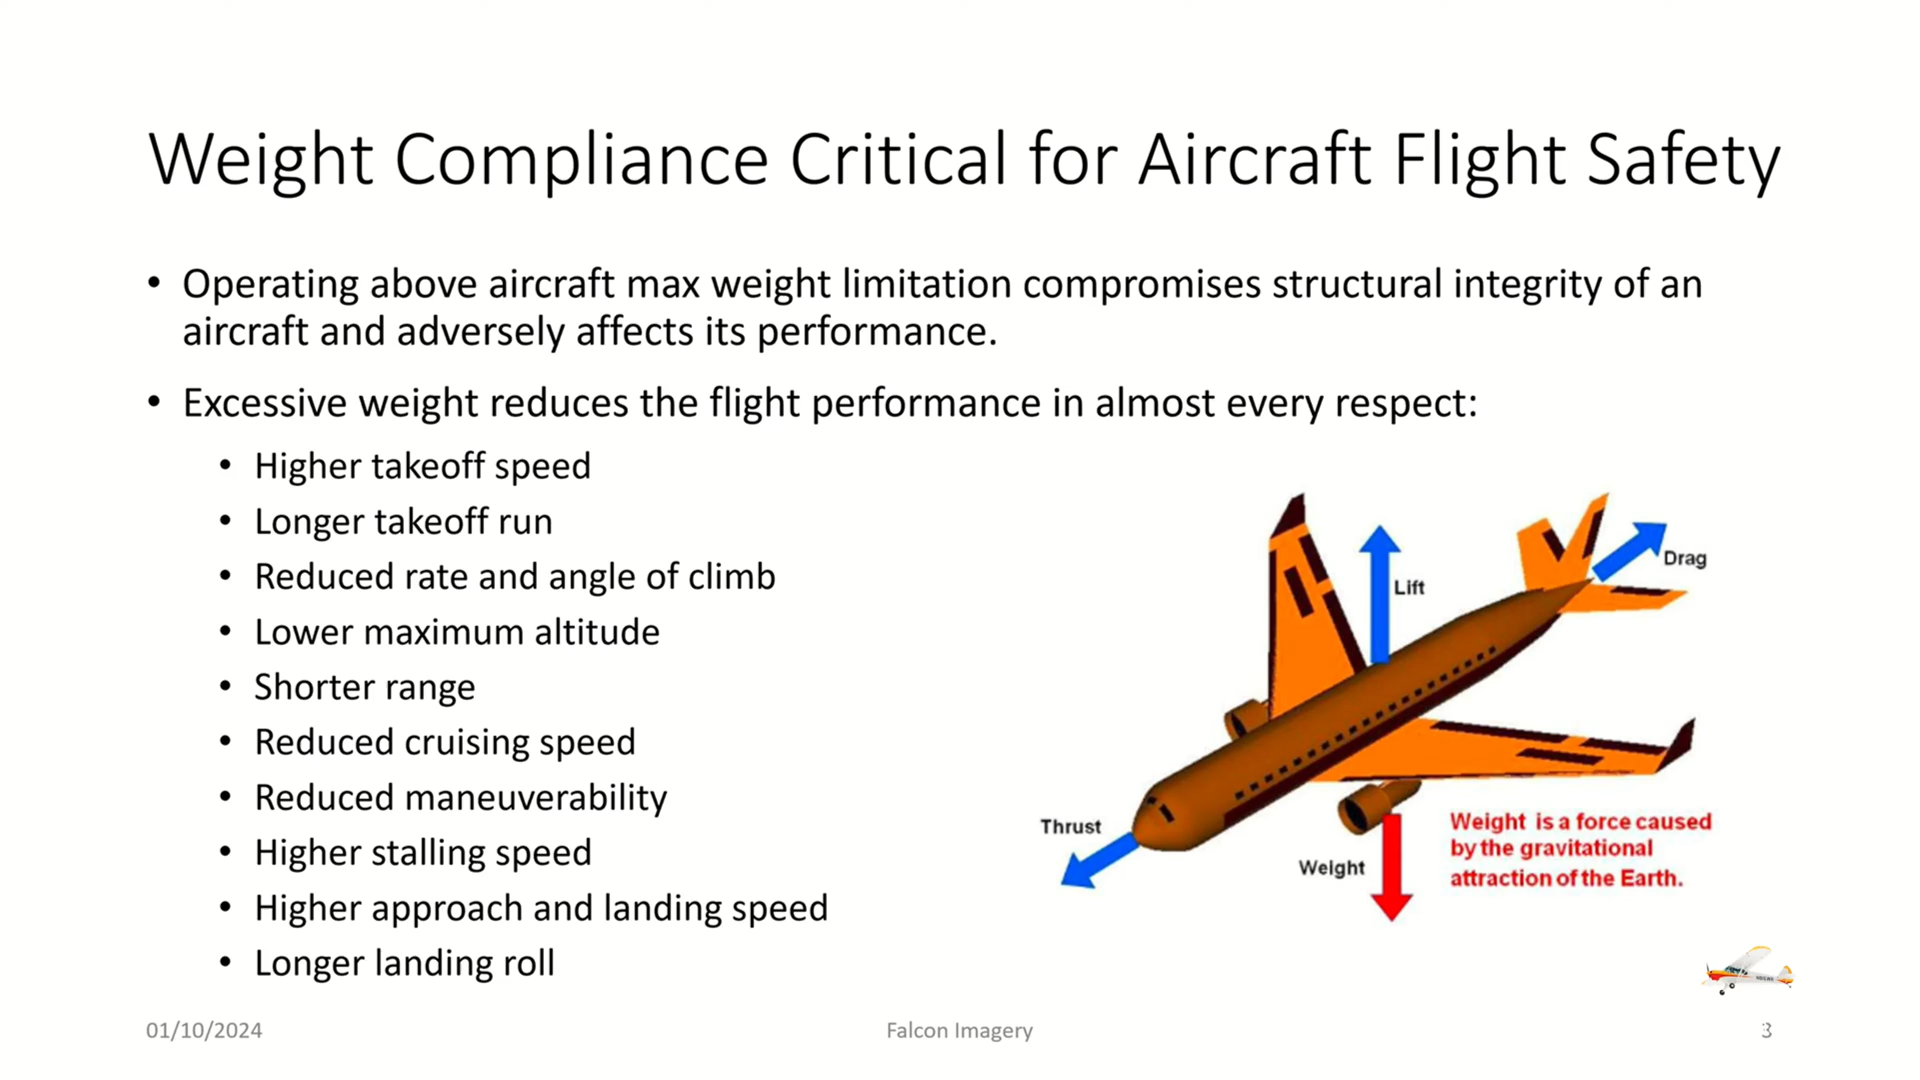 Weight Compliance Critical for Aircraft Flight Safety
• Operating above aircraft max weight limitation compromises structural integrity of an
aircraft and adversely affects its performance.
• Excessive weight reduces the flight performance in almost every respect:
• Higher takeoff speed
• Longer takeoff run
• Reduced rate and angle of climb
• Lower maximum altitude
• Shorter range
• Reduced cruising speed
• Reduced maneuverability
• Higher stalling speed
• Higher approach and landing speed
• Longer landing roll
Lift
Drag
Thrust
Weight
Weight is a force caused
by the gravitational
attraction of the Earth.
01/10/2024
Falcon Imagery
3